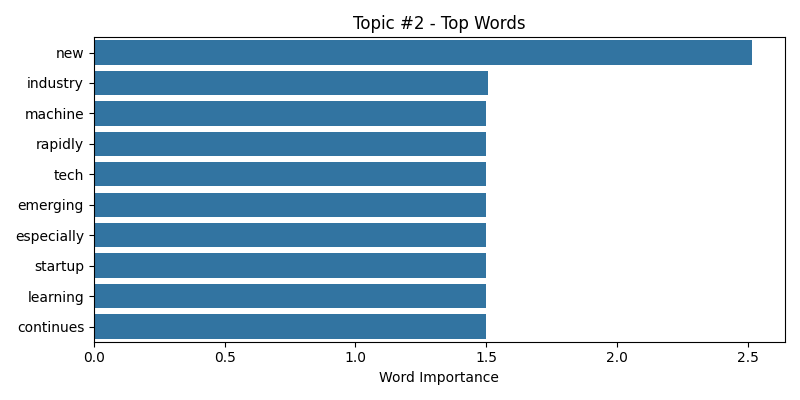 Topic #2 - Top Words
new
industry
machine
rapidly
tech
emerging
especially
startup
learning
continues
0.0 0.5 1.0 1.5 2.0 2.5
Word Importance